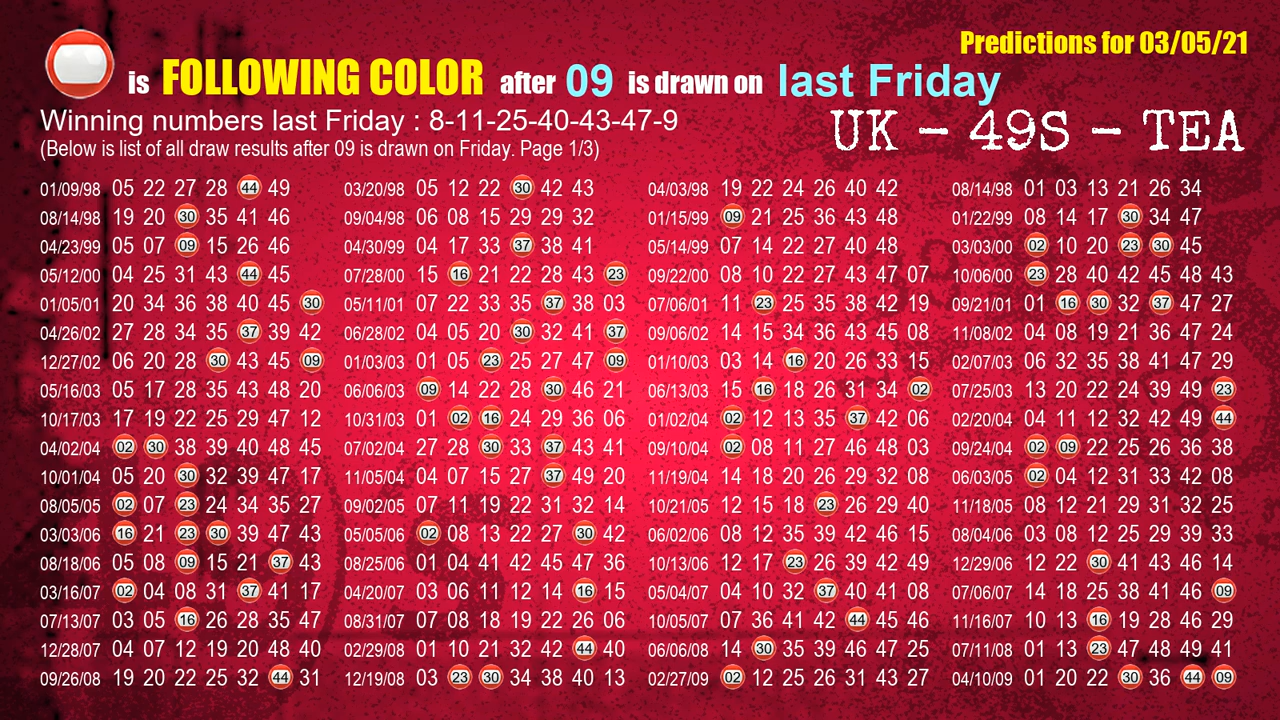 Predictions for 03/05/21
is FOLLOWING COLOR after 09 is drawn on last Friday
Winning numbers last Friday : 8-11-25-40-43-47-9
UK - 49S - TEA
(Below is list of all draw results after 09 is drawn on Friday. Page 1/3)
01/09/98 05 22 27 28 44 49 03/20/98 05 12 22 30 42 43 04/03/98 19 22 24 26 40 42 08/14/98 01 03 13 21 26 34
08/14/98 19 20 30 35 41 46 09/04/98 06 08 15 29 29 32 01/15/99 09 21 25 36 43 48 01/22/99 08 14 17 30 34 47
04/23/99 05 07 09 15 26 46 04/30/99 04 17 33 37 38 41 05/14/99 07 14 22 27 40 48 03/03/00 02 10 20 23 30 45
05/12/00 04 25 31 43 44 45 07/28/00 15 16 21 22 28 43 23 09/22/00 08 10 22 27 43 47 07 10/06/00 23 28 40 42 45 48 43
01/05/01 20 34 36 38 40 45 30 05/11/01 07 22 33 35 37 38 03 07/06/01 11 23 25 35 38 42 19 09/21/01 01 16 30 32 37 47 27
04/26/02 27 28 34 35 37 39 42 06/28/02 04 05 20 30 32 41 37 09/06/02 14 15 34 36 43 45 08 11/08/02 04 08 19 21 36 47 24
12/27/02 06 20 28 30 43 45 09 01/03/03 01 05 23 25 27 47 09 01/10/03 03 14 16 20 26 33 15 02/07/03 06 32 35 38 41 47 29
05/16/03 05 17 28 35 43 48 20 06/06/03 09 14 22 28 30 46 21 06/13/03 15 16 18 26 31 34 02 07/25/03 13 20 22 24 39 49 23
10/17/03 17 19 22 25 29 47 12 10/31/03 01 02 16 24 29 36 06 01/02/04 02 12 13 35 37 42 06 02/20/04 04 11 12 32 42 49 44
04/02/04 02 30 38 39 40 48 45 07/02/04 27 28 30 33 37 43 41 09/10/04 02 08 11 27 46 48 03 09/24/04 02 09 22 25 26 36 38
10/01/04 05 20 30 32 39 47 17 11/05/04 04 07 15 27 37 49 20 11/19/04 14 18 20 26 29 32 08 06/03/05 02 04 12 31 33 42 08
08/05/05 02 07 23 24 34 35 27 09/02/05 07 11 19 22 31 32 14 10/21/05 12 15 18 23 26 29 40 11/18/05 08 12 21 29 31 32 25
03/03/06 16 21 23 30 39 47 43 05/05/06 02 08 13 22 27 30 42 06/02/06 08 12 35 39 42 46 15 08/04/06 03 08 12 25 29 39 33
08/18/06 05 08 09 15 21 37 43 08/25/06 01 04 41 42 45 47 36 10/13/06 12 17 23 26 39 42 49 12/29/06 12 22 30 41 43 46 14
03/16/07 02 04 08 31 37 41 17 04/20/07 03 06 11 12 14 16 15 05/04/07 04 10 32 37 40 41 08 07/06/07 14 18 25 38 41 46 09
07/13/07 03 05 16 26 28 35 47 08/31/07 07 08 18 19 22 26 06 10/05/07 07 36 41 42 44 45 46 11/16/07 10 13 16 19 28 46 29
12/28/07 04 07 12 19 20 48 40 02/29/08 01 10 21 32 42 44 40 06/06/08 14 30 35 39 46 47 25 07/11/08 01 13 23 47 48 49 41
09/26/08 19 20 22 25 32 44 31 12/19/08 03 23 30 34 38 40 13 02/27/09 02 12 25 26 31 43 27 04/10/09 01 20 22 30 36 44 09